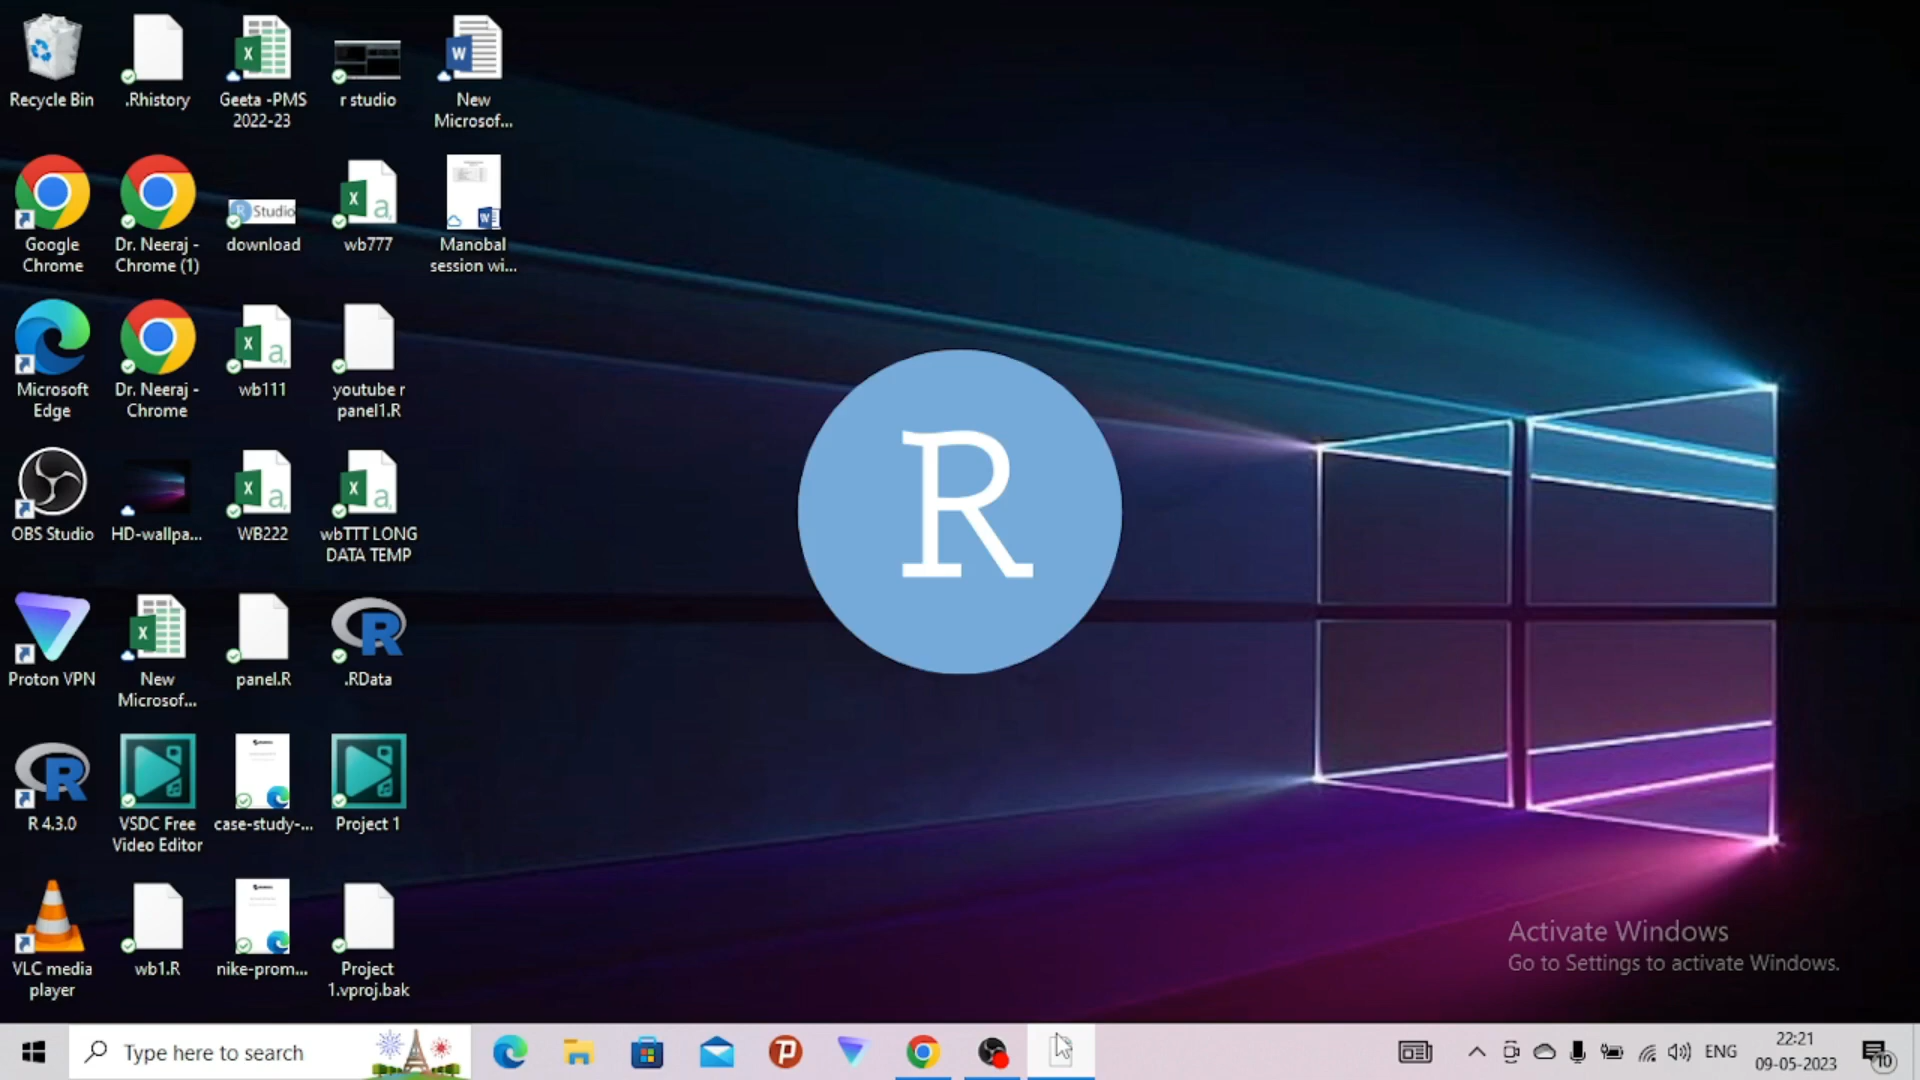 Recycle Bin
.Rhistory
Geeta -PMS
2022-23
r studio
New
Microsof...
Google
Chrome
Dr. Neeraj -
Chrome (1)
R Studio
download
wb777
Manobal
session wi...
Microsoft
Edge
Dr. Neeraj -
Chrome
wb111
youtube r
panel1.R
OBS Studio
HD-wallpa...
WB222
wbTTT LONG
DATA TEMP
R
Proton VPN
New
Microsof...
panel.R
.RData
R 4.3.0
VSDC Free
Video Editor
case-study-...
Project 1
VLC media
player
wb1.R
nike-prom...
Project
1.vproj.bak
Activate Windows
Go to Settings to activate Windows.
Type here to search
ENG
22:21
09-05-2023
10